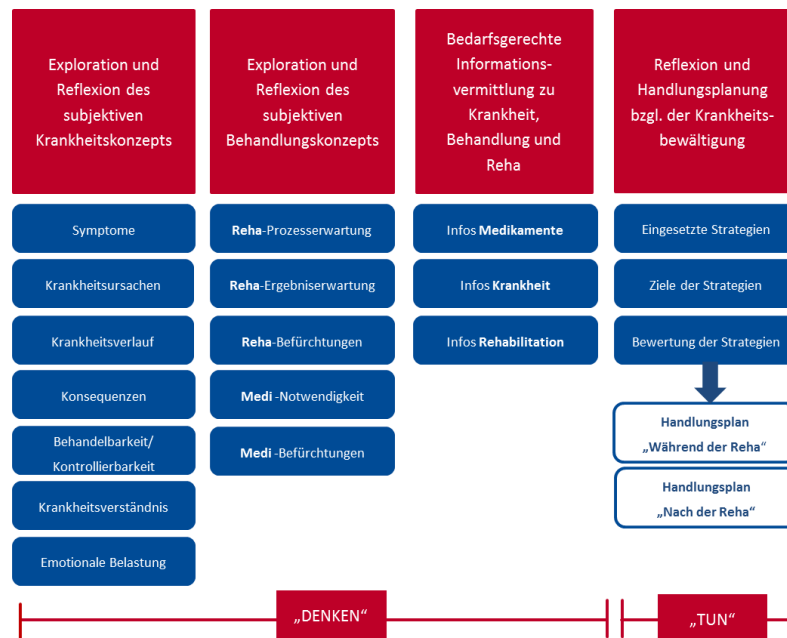 Exploration und
Reflexion des
subjektiven
Krankheitskonzepts
Symptome
Krankheitsursachen
Krankheitsverlauf
Konsequenzen
Behandelbarkeit/
Kontrollierbarkeit
Krankheitsverständnis
Emotionale Belastung
Exploration und
Reflexion des
subjektiven
Behandlungskonzepts
Reha-Prozesserwartung
Reha-Ergebniserwartung
Reha-Befürchtungen
Medi -Notwendigkeit
Medi -Befürchtungen
Bedarfsgerechte
Informations-
vermittlung zu
Krankheit,
Behandlung und
Reha
Infos Medikamente
Infos Krankheit
Infos Rehabilitation
Reflexion und
Handlungsplanung
bzgl. der Krankheits-
bewältigung
Eingesetzte Strategien
Ziele der Strategien
Bewertung der Strategien
Handlungsplan
„Während der Reha“
Handlungsplan
„Nach der Reha“
„DENKEN“
„TUN“